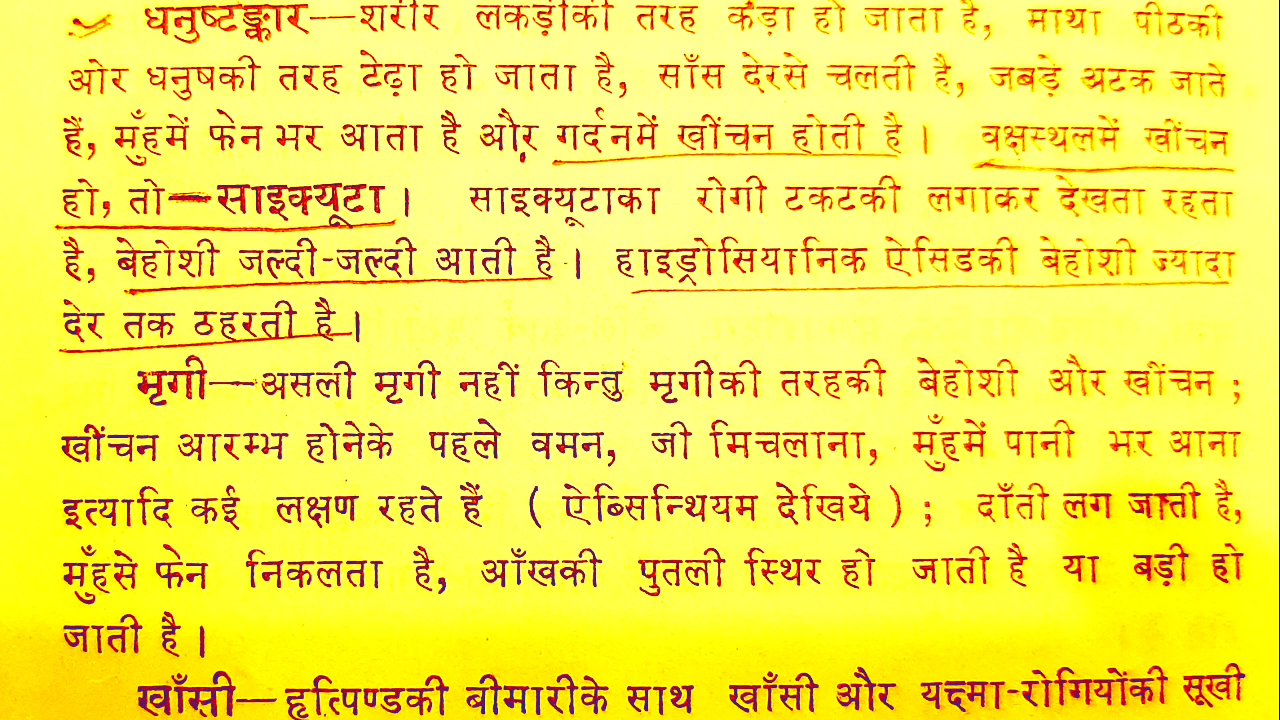 धनुष्टङ्कार—शरीर लकड़ीकी तरह कड़ा हो जाता है, माथा पीठकी
ओर धनुषकी तरह टेढ़ा हो जाता है, साँस देरसे चलती है, जबड़े अटक जाते
हैं, मुँहमें फेन भर आता है और गर्दनमें खींचन होती है। वक्षस्थलमें खींचन
हो, तो—साइक्यूटा। साइक्यूटाका रोगी टकटकी लगाकर देखता रहता
है, बेहोशी जल्दी-जल्दी आती है। हाइड्रोसियानिक ऐसिडकी बेहोशी ज्यादा
देर तक ठहरती है।
मृगी—असली मृगी नहीं किन्तु मृगीकी तरहकी बेहोशी और खींचन ;
खींचन आरम्भ होनेके पहले वमन, जी मिचलाना, मुँहमें पानी भर आना
इत्यादि कई लक्षण रहते हैं ( ऐब्सिन्थियम देखिये ) ; दाँती लग जाती है,
मुँहसे फेन निकलता है, आँखकी पुतली स्थिर हो जाती है या बड़ी हो
जाती है।
खाँसी—हृत्पिण्डकी बीमारीके साथ खाँसी और यक्ष्मा-रोगियोंकी सूखी